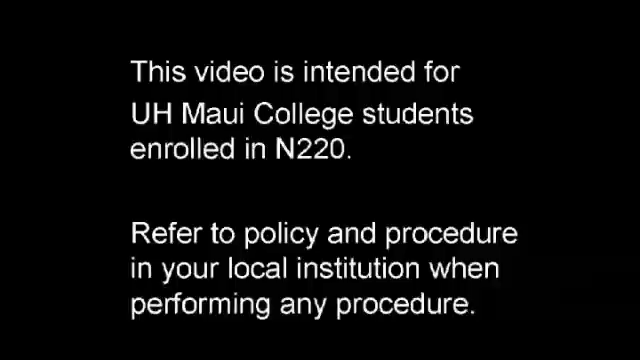 This video is intended for
UH Maui College students
enrolled in N220.
Refer to policy and procedure
in your local institution when
performing any procedure.